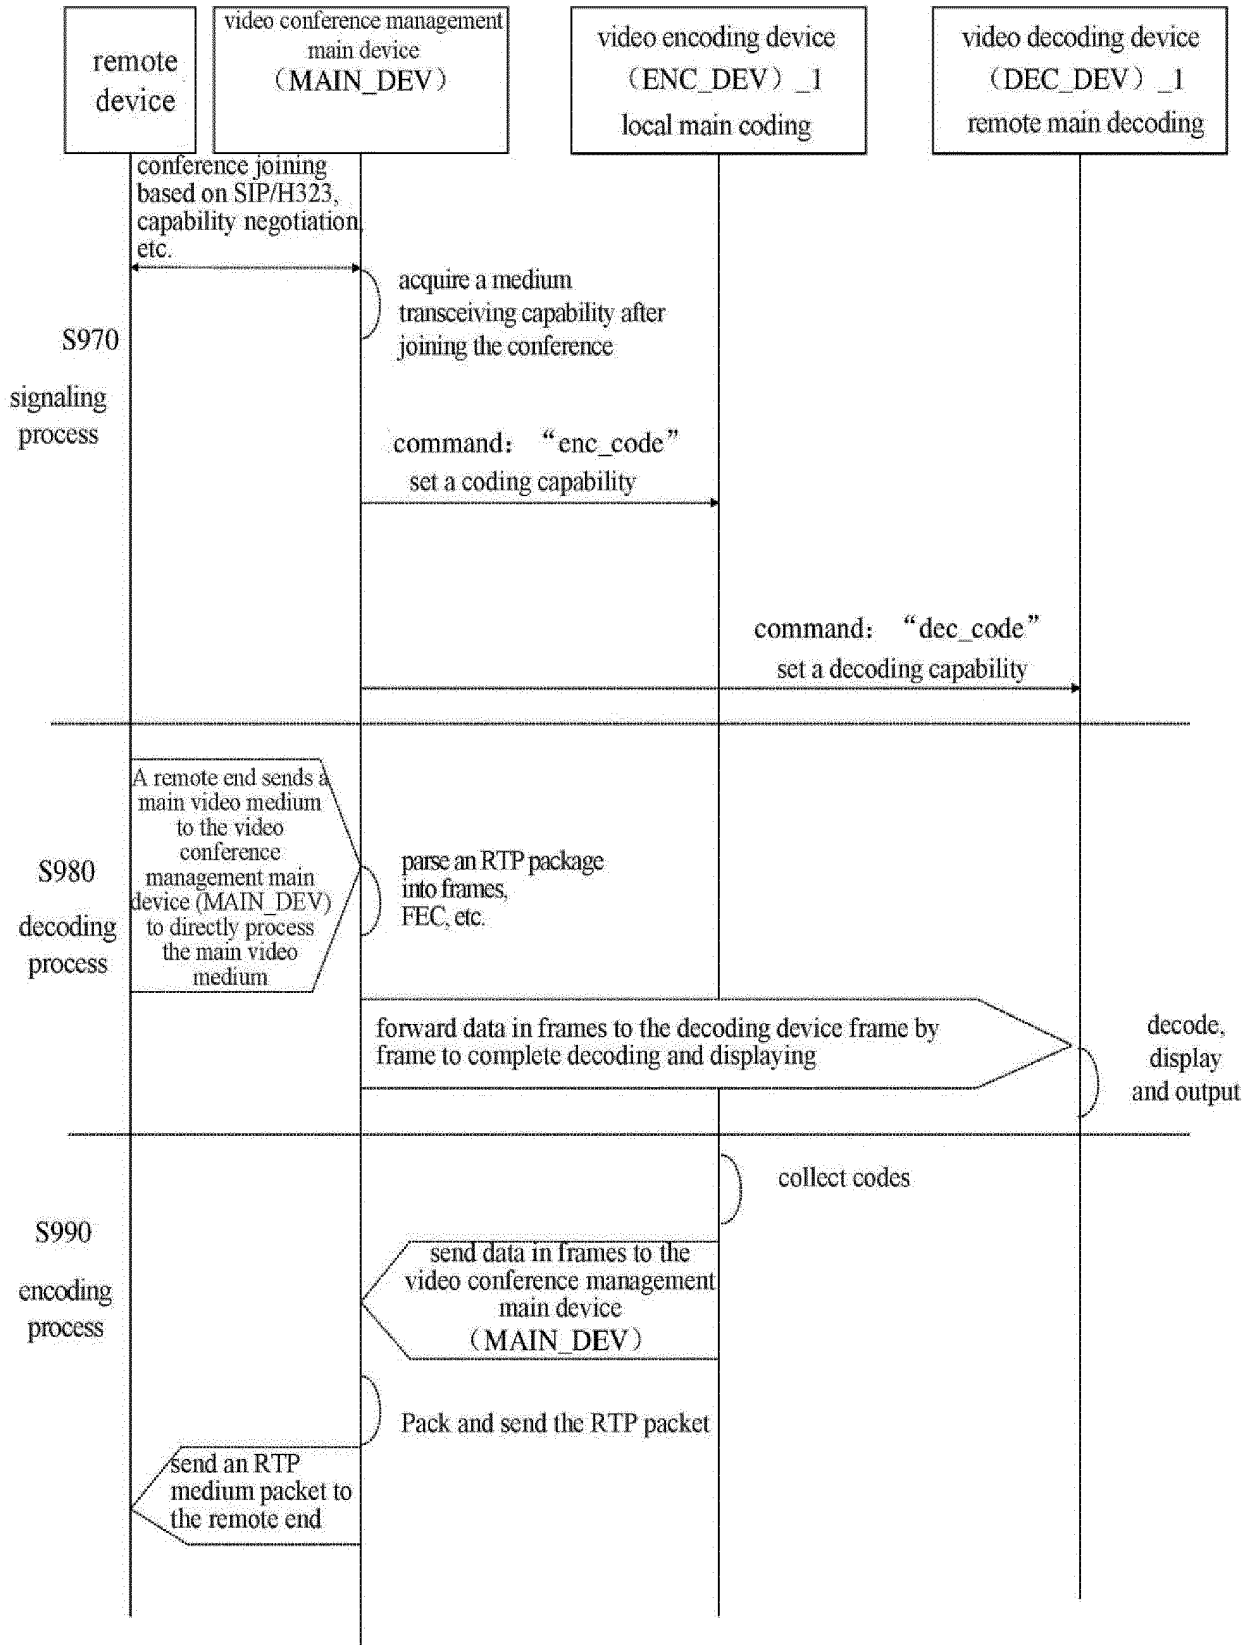 remote
device
video conference management
main device
（MAIN_DEV）
video encoding device
（ENC_DEV）_1
local main coding
video decoding device
（DEC_DEV）_1
remote main decoding
conference joining
based on SIP/H323,
capability negotiation,
etc.
acquire a medium
transceiving capability after
joining the conference
S970
signaling
process
command： “enc_code”
set a coding capability
command： “dec_code”
set a decoding capability
A remote end sends a
main video medium
to the video
conference
management main
device (MAIN_DEV)
to directly process
the main video
medium
S980
decoding
process
parse an RTP package
into frames,
FEC, etc.
forward data in frames to the decoding device frame by
frame to complete decoding and displaying
decode,
display
and output
S990
encoding
process
collect codes
send data in frames to the
video conference management
main device
（MAIN_DEV）
Pack and send the RTP packet
send an RTP
medium packet to
the remote end